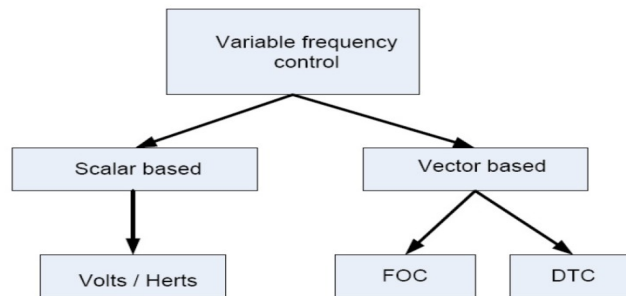 Variable frequency
control
Scalar based
Vector based
Volts / Herts
FOC
DTC